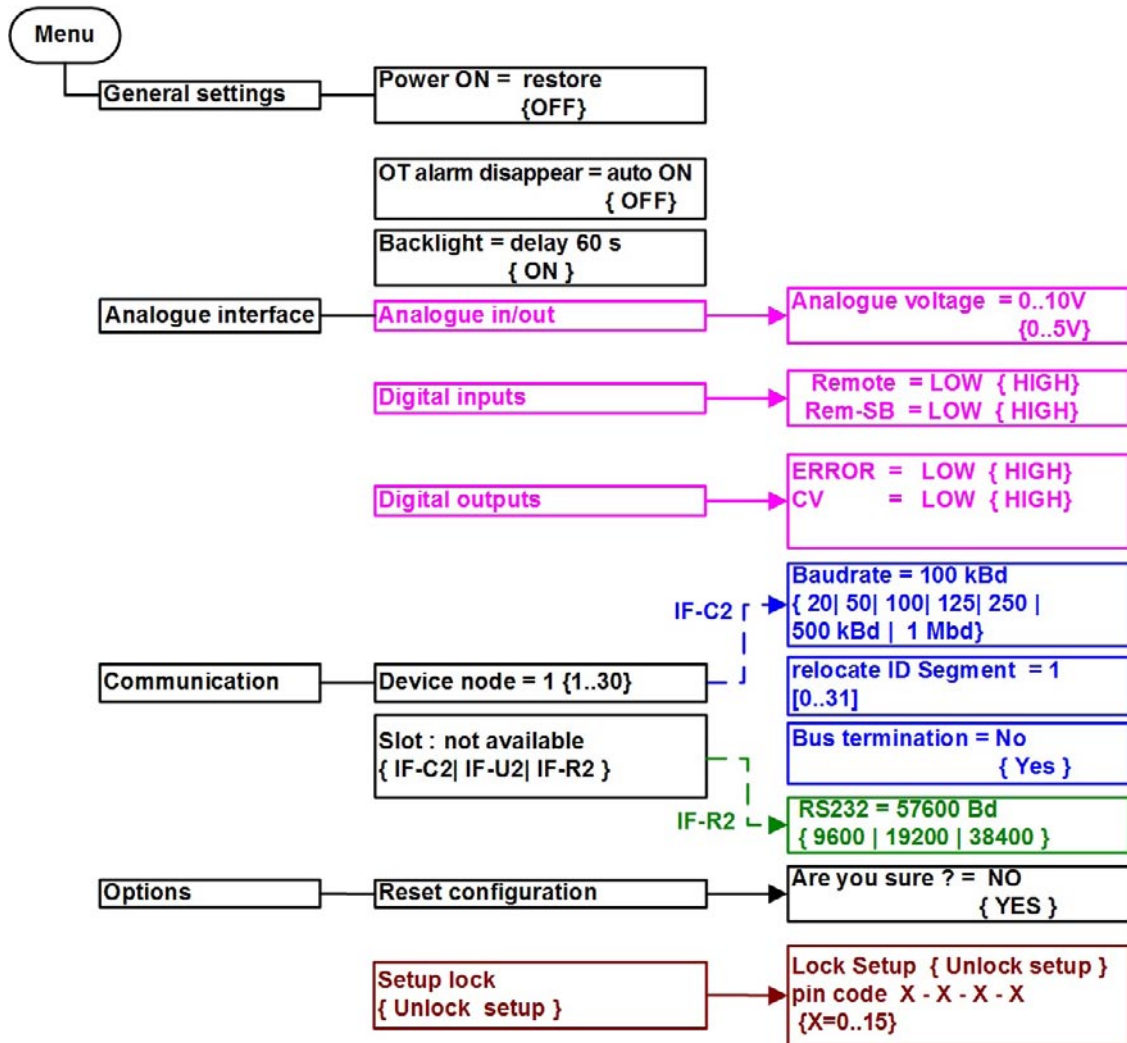 Menu
General settings
Power ON = restore
{OFF}
OT alarm disappear = auto ON
{ OFF}
Backlight = delay 60 s
{ ON }
Analogue interface
Analogue in/out
Analogue voltage = 0..10V
{0..5V}
Digital inputs
Remote = LOW { HIGH}
Rem-SB = LOW { HIGH}
Digital outputs
ERROR = LOW { HIGH}
CV = LOW { HIGH}
Communication
Device node = 1 {1..30}
IF-C2
Baudrate = 100 kBd
{ 20| 50| 100| 125| 250 |
500 kBd | 1 Mbd}
relocate ID Segment = 1
[0..31]
Bus termination = No
{ Yes }
Slot : not available
{ IF-C2| IF-U2| IF-R2 }
IF-R2
RS232 = 57600 Bd
{ 9600 | 19200 | 38400 }
Options
Reset configuration
Are you sure ? = NO
{ YES }
Setup lock
{ Unlock setup }
Lock Setup { Unlock setup }
pin code X - X - X - X
{X=0..15}